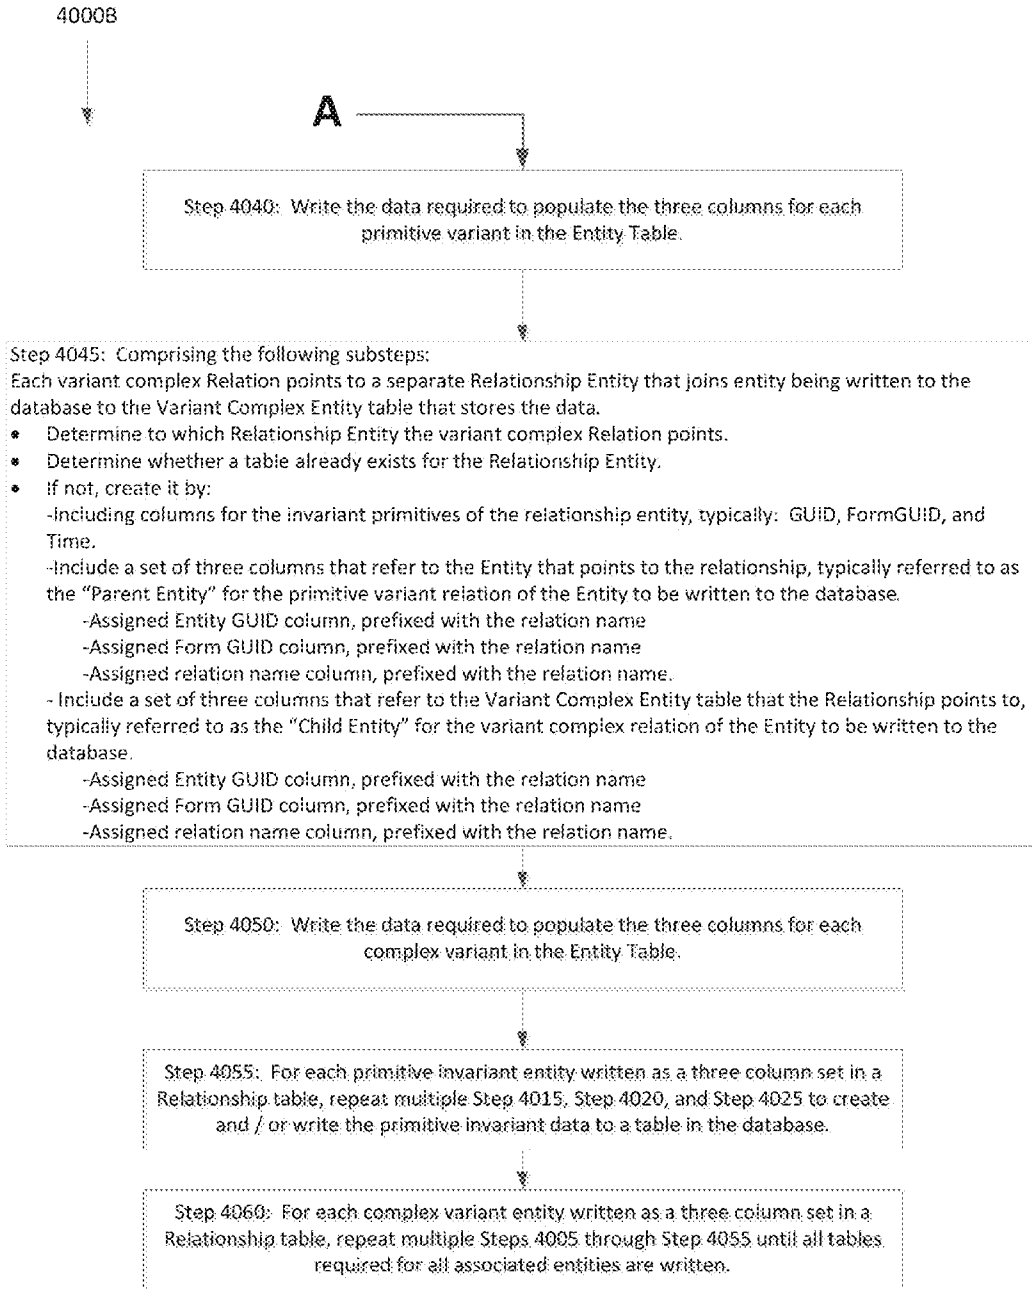 4000B
A
Step 4040: Write the data required to populate the three columns for each
primitive variant in the Entity Table.
Step 4045: Comprising the following substeps:
Each variant complex Relation points to a separate Relationship Entity that joins entity being written to the
database to the Variant Complex Entity table that stores the data.
• Determine to which Relationship Entity the variant complex Relation points.
• Determine whether a table already exists for the Relationship Entity.
• If not, create it by:
-Including columns for the invariant primitives of the relationship entity, typically: GUID, FormGUID, and
Time.
-Include a set of three columns that refer to the Entity that points to the relationship, typically referred to as
the “Parent Entity” for the primitive variant relation of the Entity to be written to the database.
-Assigned Entity GUID column, prefixed with the relation name
-Assigned Form GUID column, prefixed with the relation name
-Assigned relation name column, prefixed with the relation name.
- Include a set of three columns that refer to the Variant Complex Entity table that the Relationship points to,
typically referred to as the “Child Entity” for the variant complex relation of the Entity to be written to the
database.
-Assigned Entity GUID column, prefixed with the relation name
-Assigned Form GUID column, prefixed with the relation name
-Assigned relation name column, prefixed with the relation name.
Step 4050: Write the data required to populate the three columns for each
complex variant in the Entity Table.
Step 4055: For each primitive invariant entity written as a three column set in a
Relationship table, repeat multiple Step 4015, Step 4020, and Step 4025 to create
and / or write the primitive invariant data to a table in the database.
Step 4060: For each complex variant entity written as a three column set in a
Relationship table, repeat multiple Steps 4005 through Step 4055 until all tables
required for all associated entities are written.